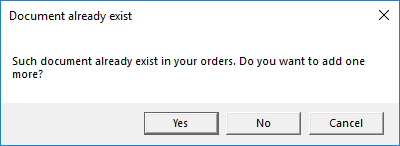 Document already exist
Such document already exist in your orders. Do you want to add one
more?
Yes No Cancel